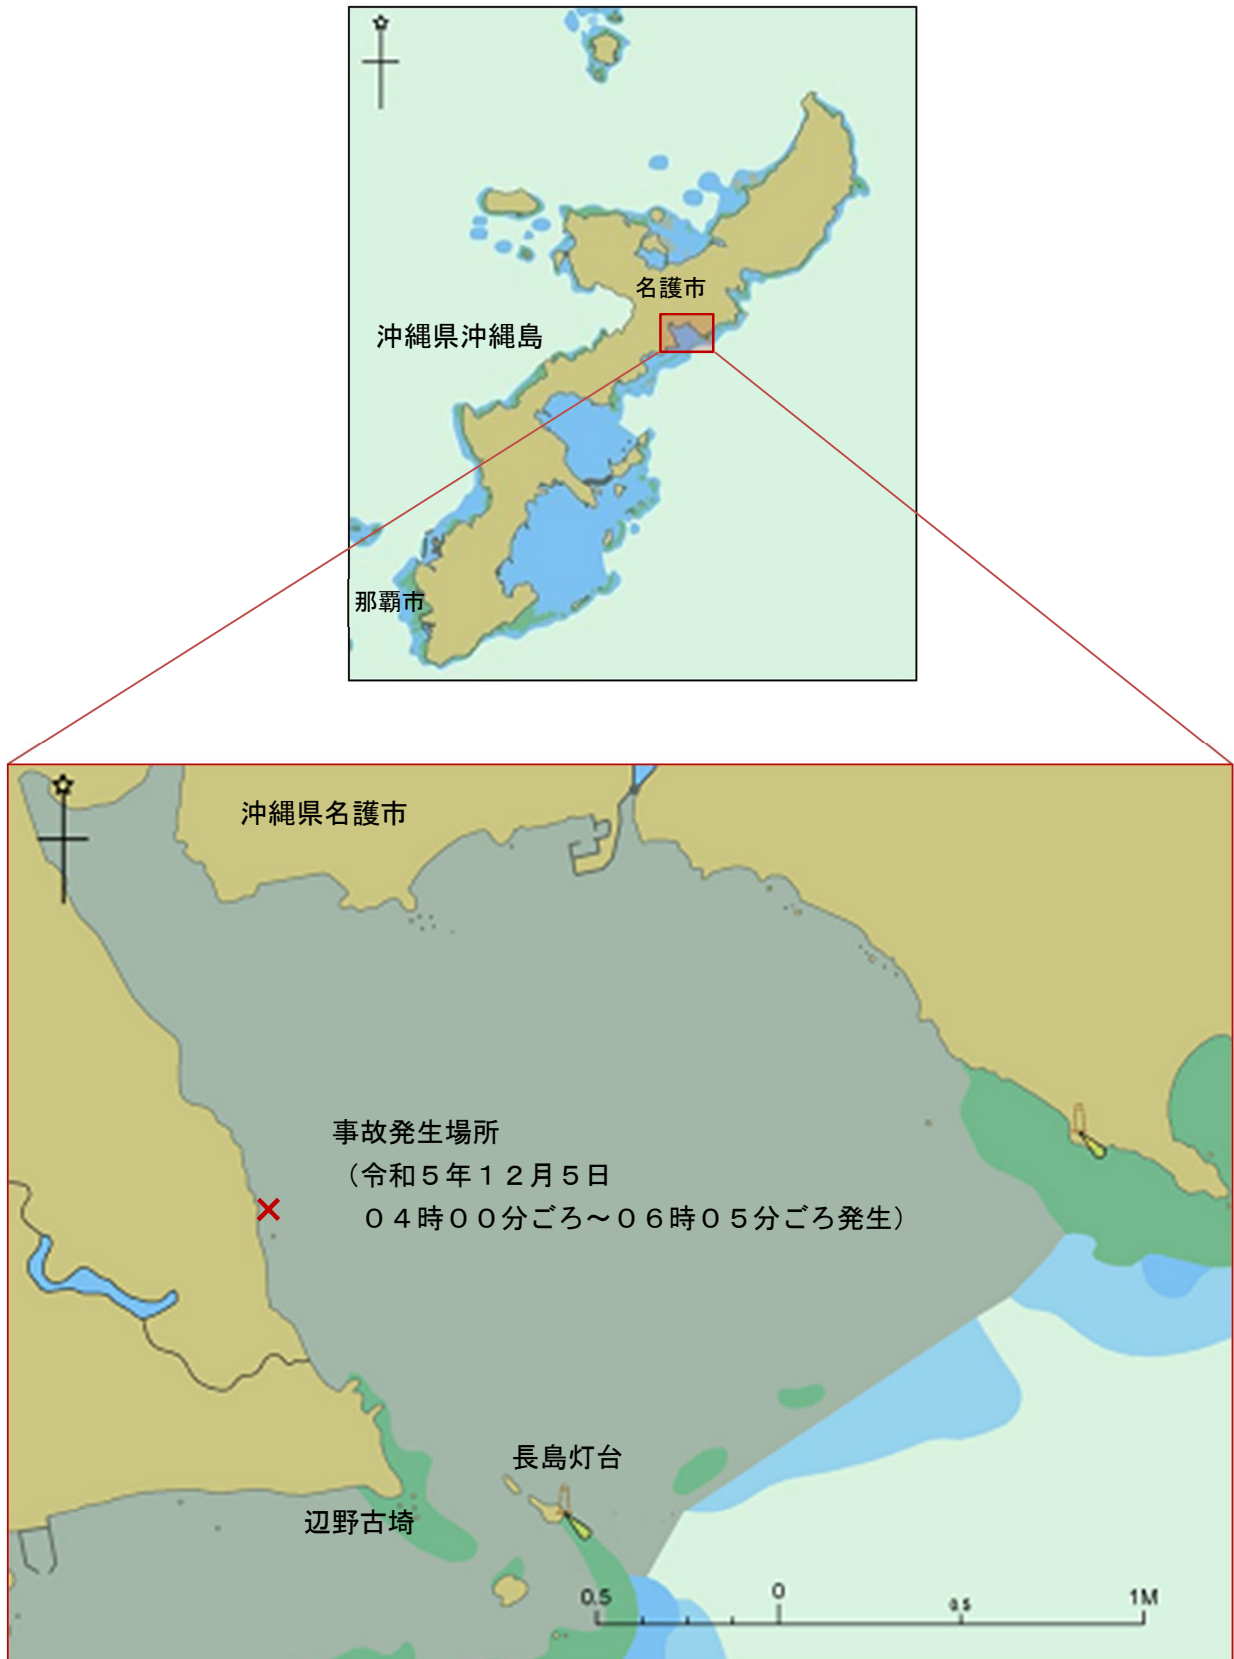 名護市
沖縄県沖縄島
那覇市
沖縄県名護市
事故発生場所
（令和５年１２月５日
０４時００分ごろ～０６時０５分ごろ発生）
長島灯台
辺野古埼
0.5 0 0.5 1M